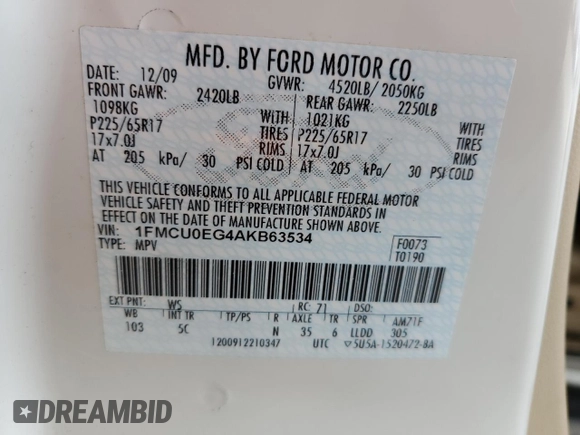 MFD. BY FORD MOTOR CO.
DATE: 12/09 GVWR: 4520LB/ 2050KG
FRONT GAWR: 2420LB REAR GAWR: 2250LB
1098KG WITH 1021KG WITH
P225/65R17 TIRES P225/65R17 TIRES
17x7.0J RIMS 17x7.0J RIMS
AT 205 kPa/ 30 PSI COLD AT 205 kPa/ 30 PSI COLD
THIS VEHICLE CONFORMS TO ALL APPLICABLE FEDERAL MOTOR
VEHICLE SAFETY AND THEFT PREVENTION STANDARDS IN
EFFECT ON THE DATE OF MANUFACTURE SHOWN ABOVE.
VIN: 1FMCU0EG4AKB63534
TYPE: MPV
F0073
T0190
EXT PNT: WS RC: 71 DSO:
WB INT TR TP/PS R AXLE TR SPR AM71F
103 5C N 35 6 LLDD 305
1200912210347 UTC ▽5U5A-1520472-BA
DREAMBID